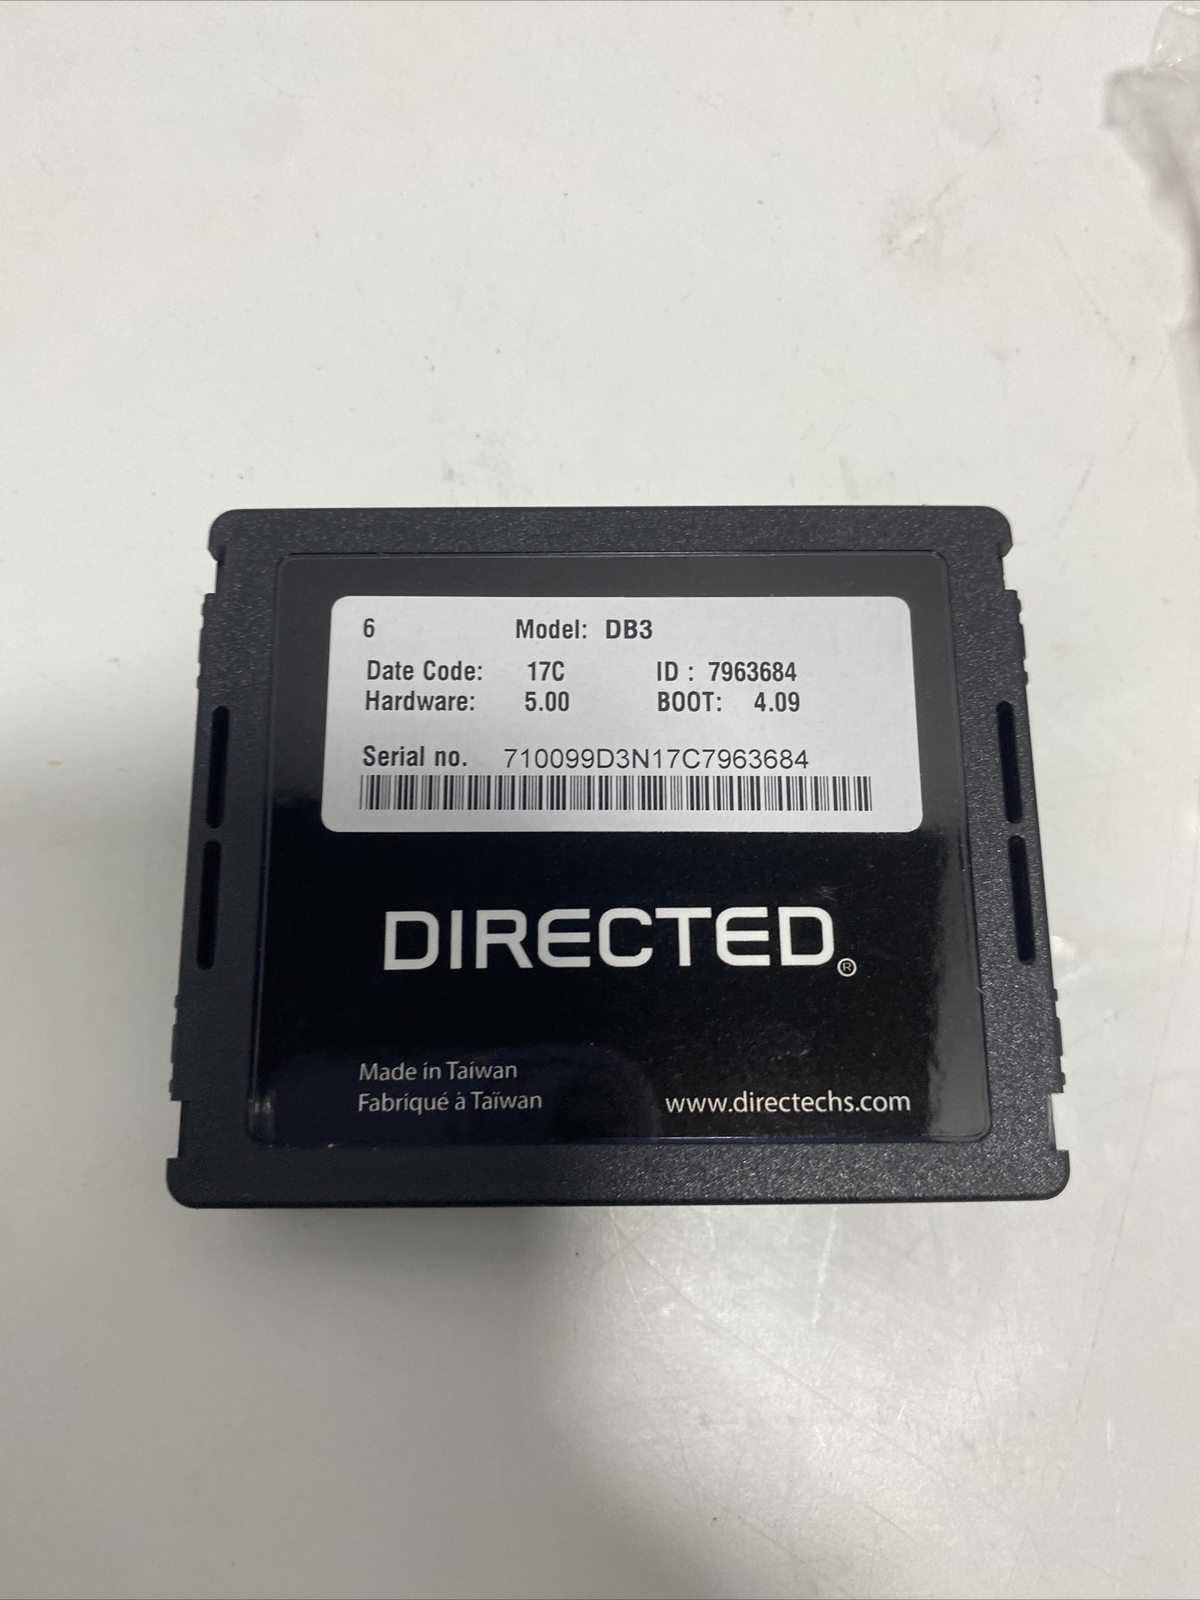 6 Model: DB3
Date Code: 17C ID : 7963684
Hardware: 5.00 BOOT: 4.09
Serial no. 710099D3N17C7963684
DIRECTED®
Made in Taiwan
Fabriqué à Taïwan www.directechs.com